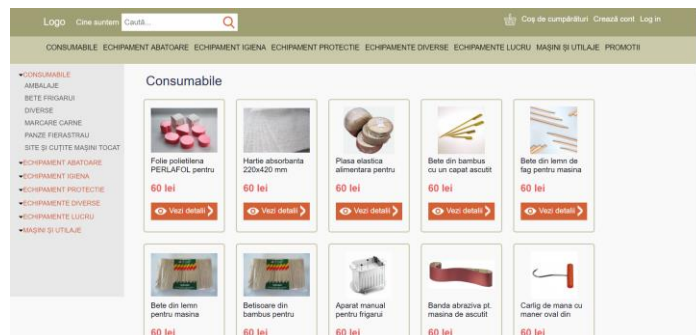 Logo Cine suntem Caută... Coș de cumpărături Crează cont Log in
CONSUMABILE ECHIPAMENT ABATOARE ECHIPAMENT IGIENA ECHIPAMENT PROTECTIE ECHIPAMENTE DIVERSE ECHIPAMENTE LUCRU MAȘINI ȘI UTILAJE PROMOTII
CONSUMABILE
AMBALAJE
BETE FRIGARUI
DIVERSE
MARCARE CARNE
PANZE FIERASTRAU
SITE ȘI CUȚITE MAȘINI TOCAT
ECHIPAMENT ABATOARE
ECHIPAMENT IGIENA
ECHIPAMENT PROTECTIE
ECHIPAMENTE DIVERSE
ECHIPAMENTE LUCRU
MAȘINI ȘI UTILAJE
Consumabile
Folie polietilena
PERLAFOL pentru
60 lei
Vezi detalii
Hartie absorbanta
220x420 mm
60 lei
Vezi detalii
Plasa elastica
alimentara pentru
60 lei
Vezi detalii
Bete din bambus
cu un capat ascutit
60 lei
Vezi detalii
Bete din lemn de
fag pentru masina
60 lei
Vezi detalii
Bete din lemn
pentru masina
60 lei
Betisoare din
bambus pentru
60 lei
Aparat manual
pentru frigarui
60 lei
Banda abraziva pt.
masina de ascutit
60 lei
Carlig de mana cu
maner oval din
60 lei